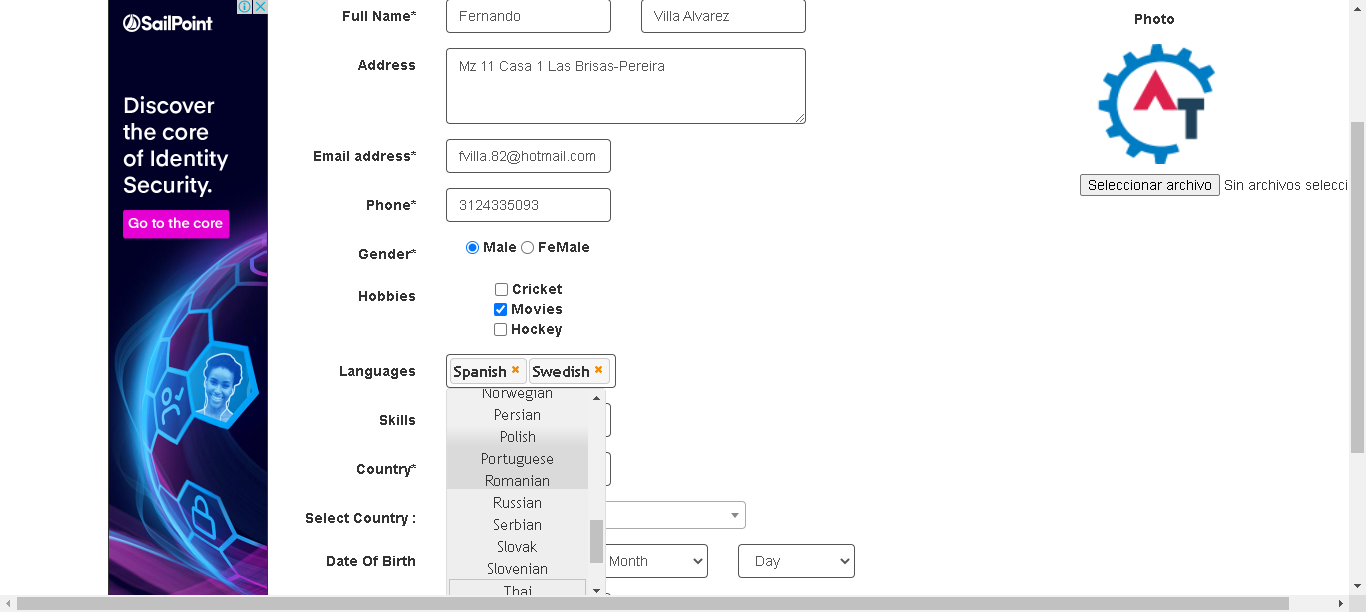 SailPoint
Discover
the core
of Identity
Security.
Go to the core
Full Name*
Fernando
Villa Alvarez
Address
Mz 11 Casa 1 Las Brisas-Pereira
Email address*
fvilla.82@hotmail.com
Phone*
3124335093
Gender*
Male FeMale
Hobbies
Cricket
Movies
Hockey
Languages
Spanish Swedish
Norwegian
Persian
Polish
Portuguese
Romanian
Russian
Serbian
Slovak
Slovenian
Thai
Skills
Country*
Select Country :
Date Of Birth
Month
Day
Photo
AT
Seleccionar archivo Sin archivos selecci